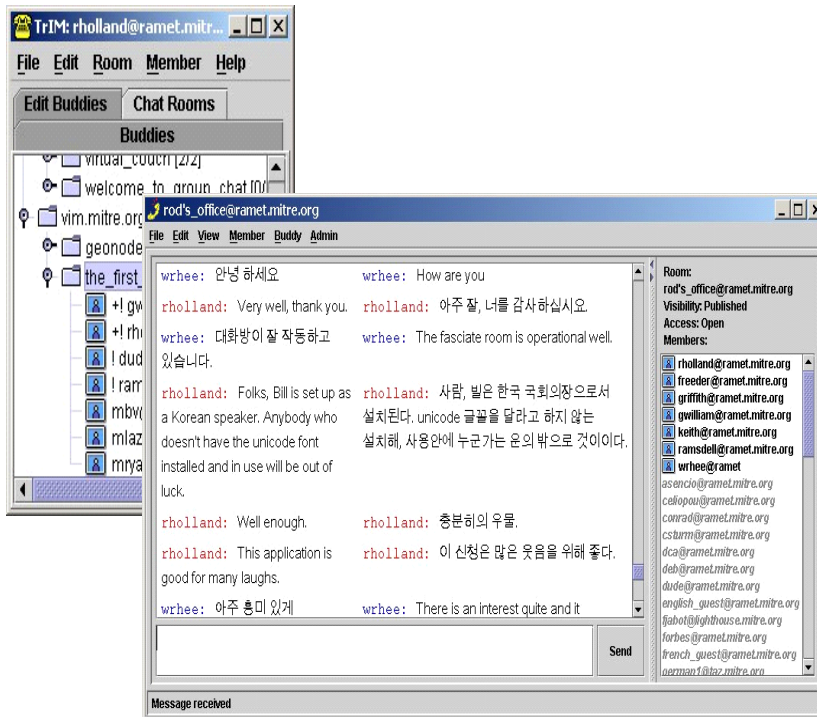 TrIM: rholland@ramet.mitr...
File Edit Room Member Help
Edit Buddies Chat Rooms
Buddies
virtual_couch [2/2]
welcome_to_group_chat [0/
vim.mitre.org
geonode
the_first_
+! gw
+! rho
! dud
! ram
mbv(
mlaz
mrya
rod's_office@ramet.mitre.org
File Edit View Member Buddy Admin
wrhee: 안녕 하세요 wrhee: How are you
rholland: Very well, thank you. rholland: 아주 잘, 너를 감사하십시오.
wrhee: 대화방이 잘 작동하고 wrhee: The fasciate room is operational well.
있습니다.
rholland: Folks, Bill is set up as rholland: 사람, 빌은 한국 국회의장으로서
a Korean speaker. Anybody who 설치된다. unicode 글꼴을 달라고 하지 않는
doesn't have the unicode font 설치해, 사용안에 누군가는 운의 밖으로 것이이다.
installed and in use will be out of
luck.
rholland: Well enough. rholland: 충분히의 우물.
rholland: This application is rholland: 이 신청은 많은 웃음을 위해 좋다.
good for many laughs.
wrhee: 아주 흥미 있게 wrhee: There is an interest quite and it
Send
Message received
Room:
rod's_office@ramet.mitre.org
Visibility: Published
Access: Open
Members:
rholland@ramet.mitre.org
freeder@ramet.mitre.org
griffith@ramet.mitre.org
gwilliam@ramet.mitre.org
keith@ramet.mitre.org
ramsdell@ramet.mitre.org
wrhee@ramet
asencio@ramet.mitre.org
celiopou@ramet.mitre.org
conrad@ramet.mitre.org
csturm@ramet.mitre.org
dca@ramet.mitre.org
deb@ramet.mitre.org
dude@ramet.mitre.org
english_guest@ramet.mitre.org
fjabot@lighthouse.mitre.org
forbes@ramet.mitre.org
french_guest@ramet.mitre.org
german1@taz.mitre.org